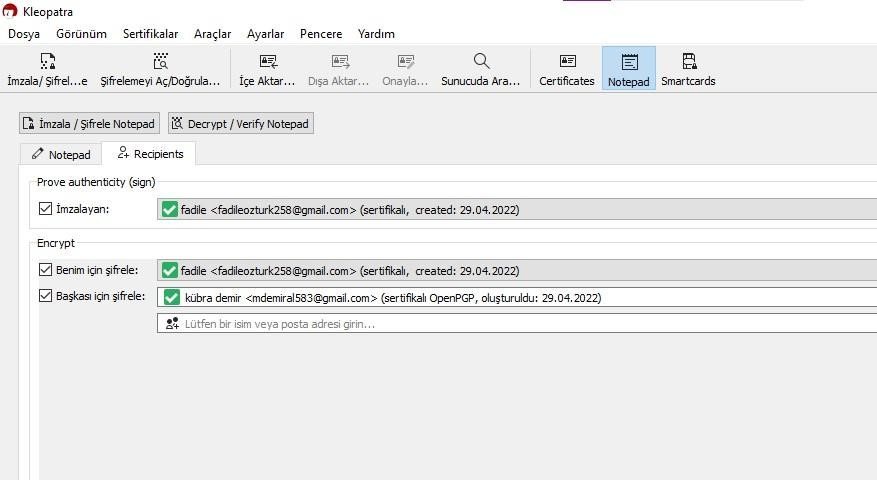 Kleopatra
Dosya Görünüm Sertifikalar Araçlar Ayarlar Pencere Yardım
İmzala/ Şifrel...e Şifrelemeyi Aç/Doğrula... İçe Aktar... Dışa Aktar... Onayla... Sunucuda Ara... Certificates Notepad Smartcards
İmzala / Şifrele Notepad Decrypt / Verify Notepad
Notepad Recipients
Prove authenticity (sign)
İmzalayan: fadile <fadileozturk258@gmail.com> (sertifikalı, created: 29.04.2022)
Encrypt
Benim için şifrele: fadile <fadileozturk258@gmail.com> (sertifikalı, created: 29.04.2022)
Başkası için şifrele: kübra demir <mdemiral583@gmail.com> (sertifikalı OpenPGP, oluşturuldu: 29.04.2022)
Lütfen bir isim veya posta adresi girin...